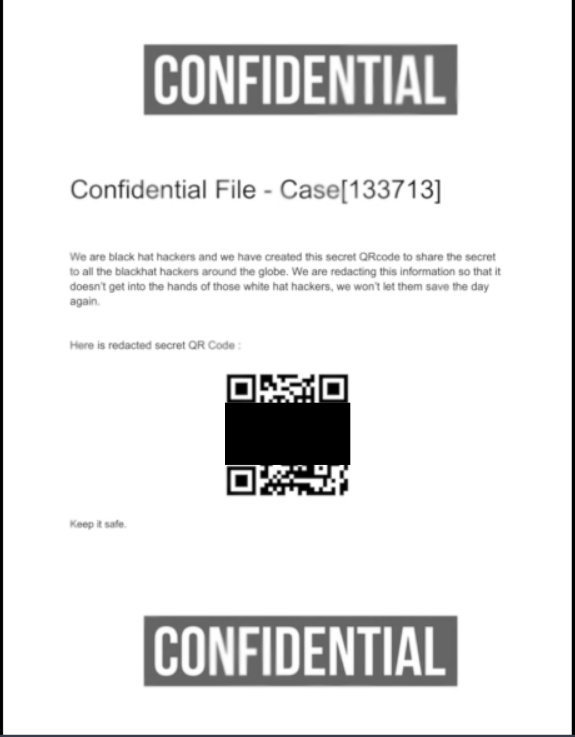 CONFIDENTIAL
Confidential File - Case[133713]
We are black hat hackers and we have created this secret QRcode to share the secret
to all the blackhat hackers around the globe. We are redacting this information so that it
doesn't get into the hands of those white hat hackers, we won't let them save the day
again.
Here is redacted secret QR Code :
Keep it safe.
CONFIDENTIAL